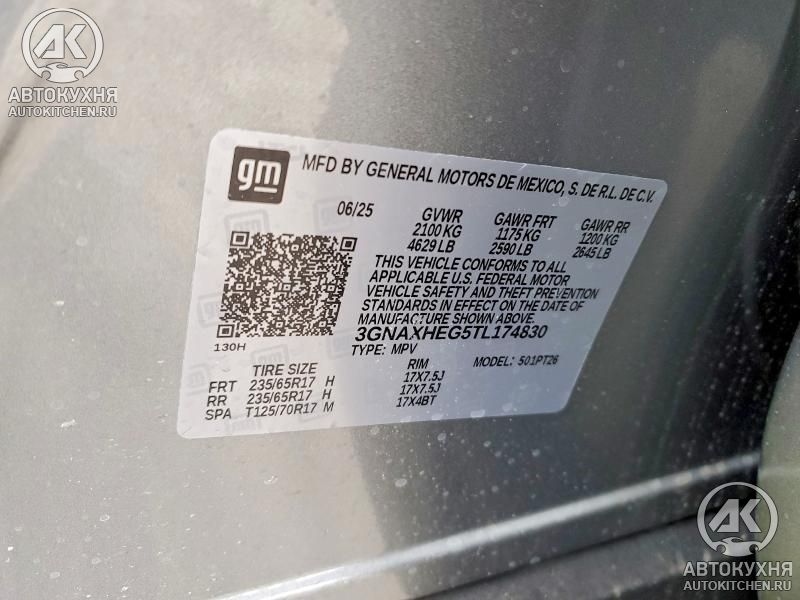 АВТОКУХНЯ
AUTOKITCHEN.RU
gm
MFD BY GENERAL MOTORS DE MEXICO, S. DE R.L. DE C.V.
06/25 GVWR GAWR FRT GAWR RR
2100 KG 1175 KG 1200 KG
4629 LB 2590 LB 2645 LB
THIS VEHICLE CONFORMS TO ALL
APPLICABLE U.S. FEDERAL MOTOR
VEHICLE SAFETY AND THEFT PREVENTION
STANDARDS IN EFFECT ON THE DATE OF
MANUFACTURE SHOWN ABOVE.
3GNAXHEG5TL174830
130H TYPE: MPV MODEL: 501PT26
TIRE SIZE RIM
FRT 235/65R17 H 17X7.5J
RR 235/65R17 H 17X7.5J
SPA T125/70R17 M 17X4BT
АВТОКУХНЯ
AUTOKITCHEN.RU